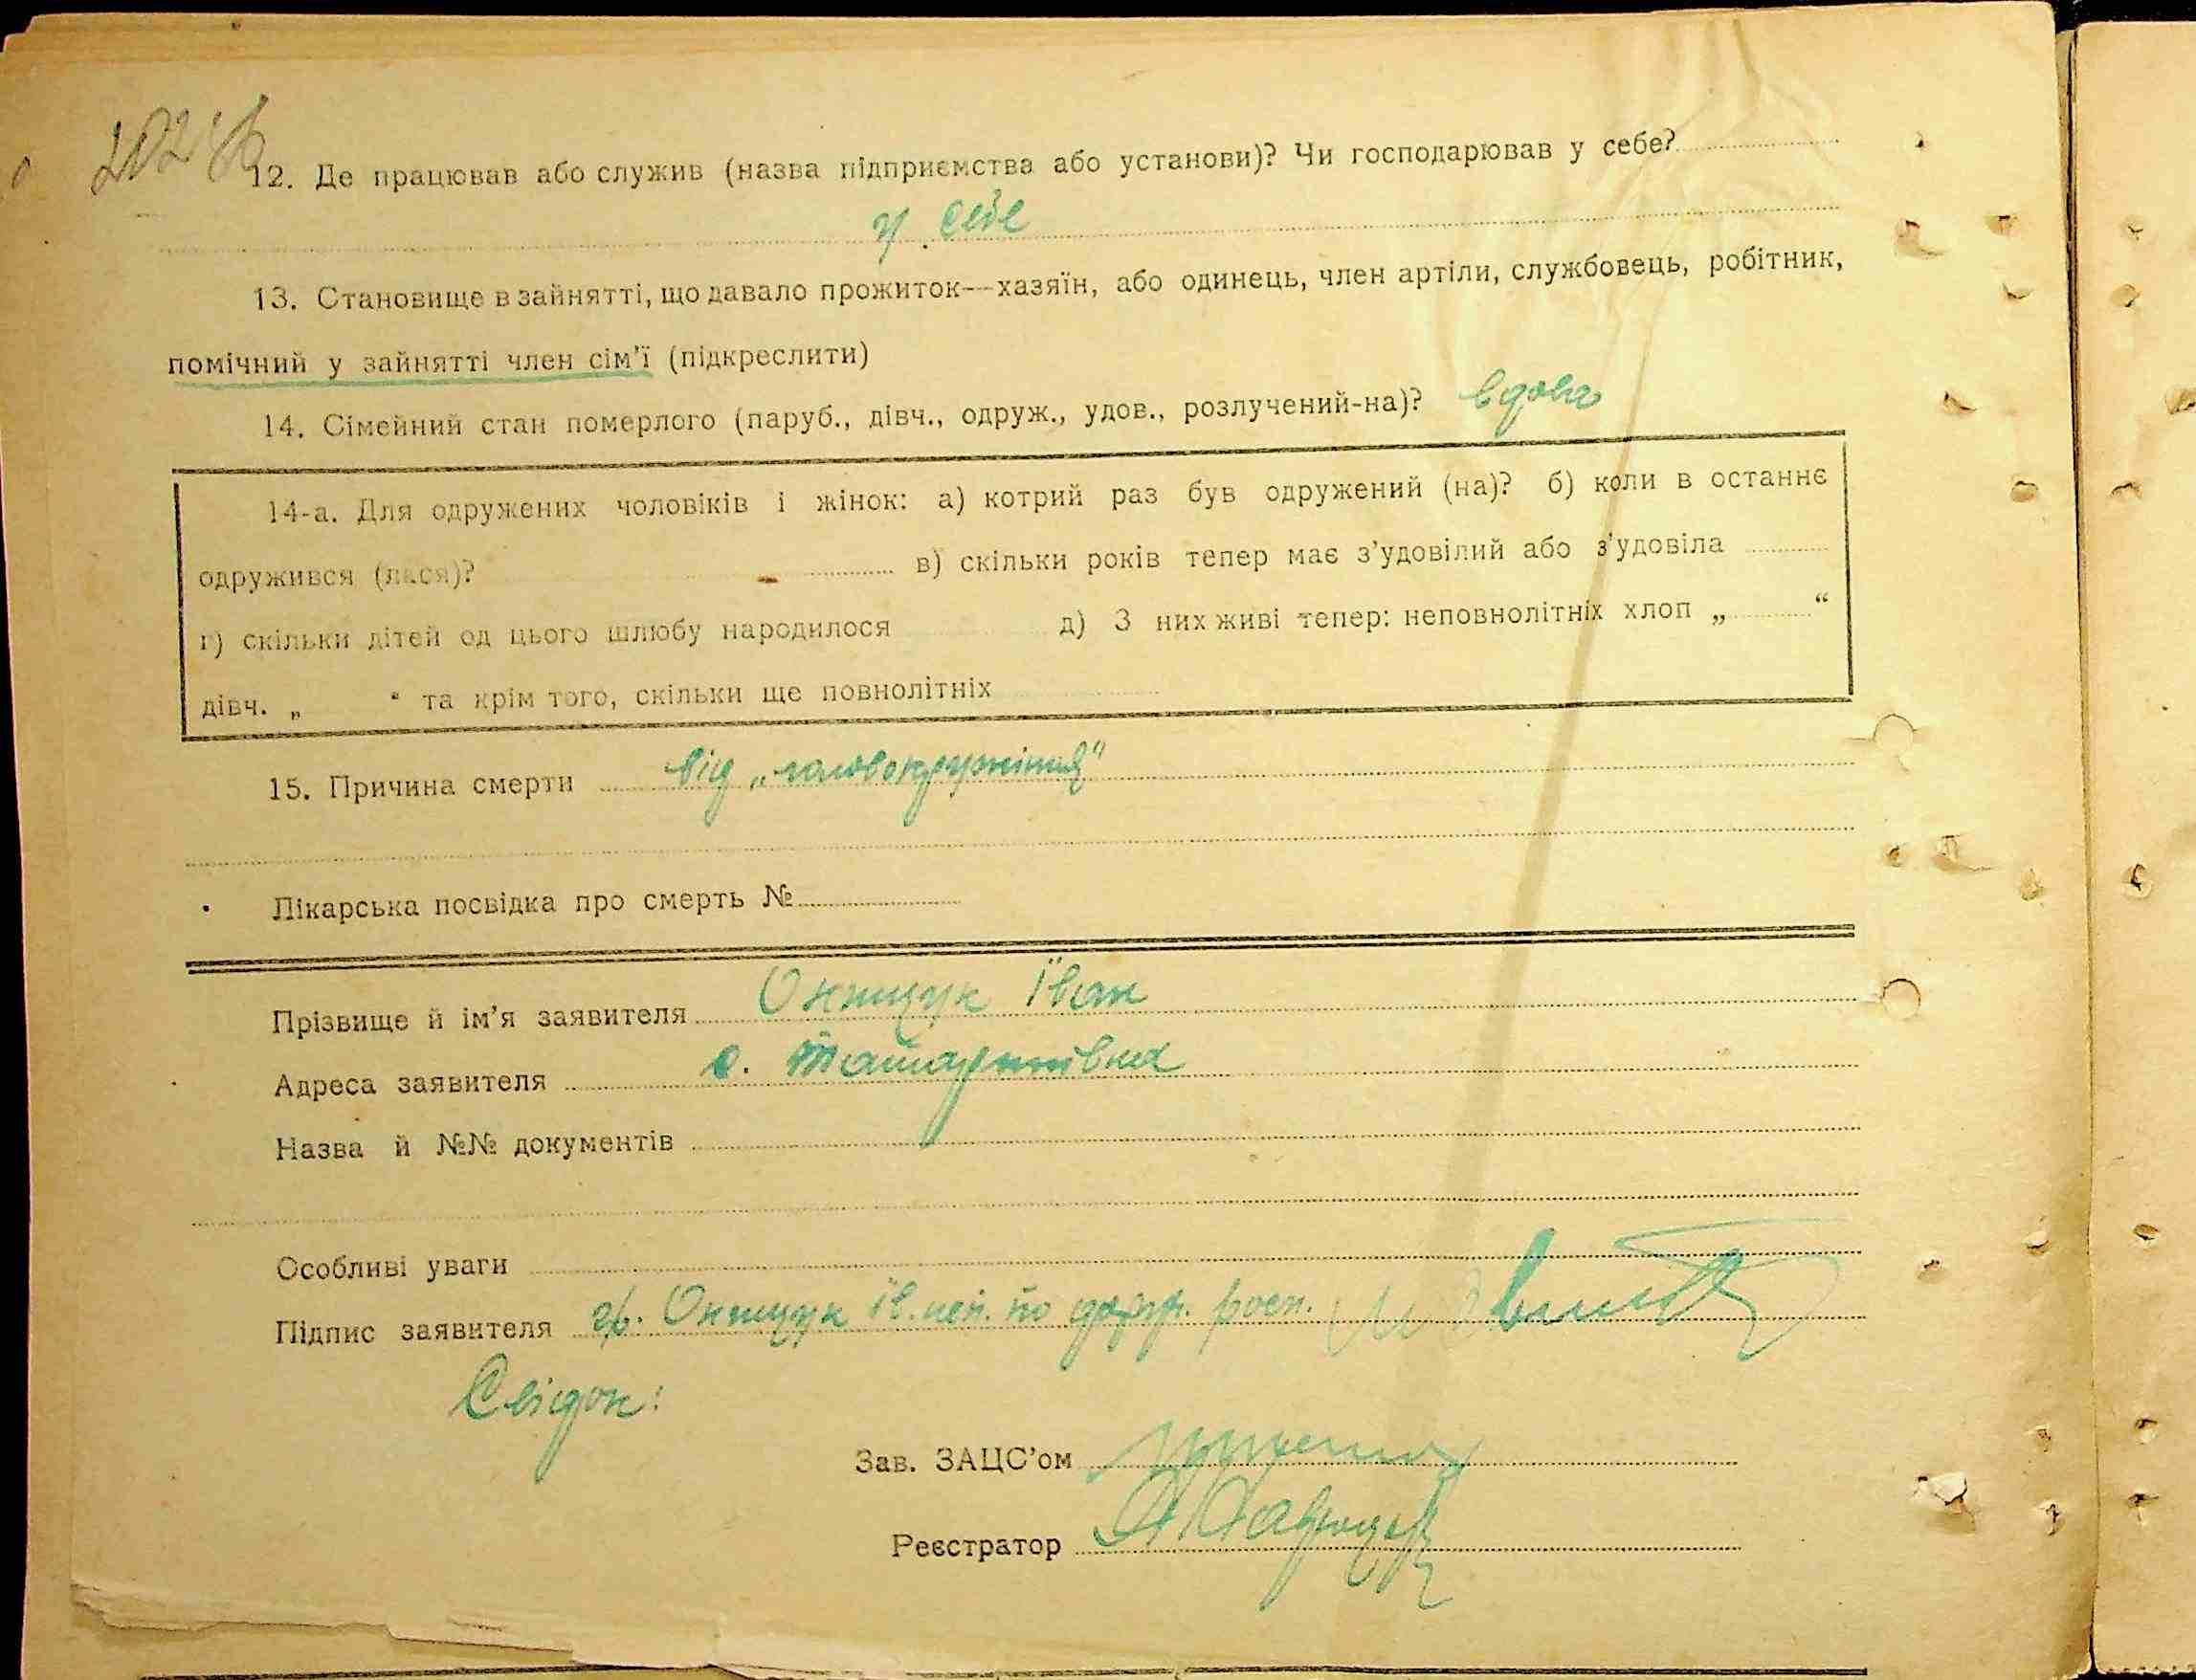 12. Де працював або служив (назва підприємства або установи)? Чи господарював у себе?
у себе
13. Становище в зайнятті, що давало прожиток--хазяїн, або одинець, член артіли, службовець, робітник,
помічний у зайнятті член сім'ї (підкреслити)
14. Сімейний стан померлого (паруб., дівч., одруж., удов., розлучений-на)? вдова
14-а. Для одружених чоловіків і жінок: а) котрий раз був одружений (на)? б) коли в останнє
одружився (лася)? в) скільки років тепер має з'удовілий або з'удовіла
г) скільки дітей од цього шлюбу народилося д) З них живі тепер: неповнолітніх хлоп „ “
дівч. „ “ та крім того, скільки ще повнолітніх
15. Причина смерти від „головокружіння"
Лікарська посвідка про смерть №
Прізвище й ім'я заявителя Онищук Іван
Адреса заявителя с.
Назва й №№ документів
Особливі уваги
Підпис заявителя гр. Онищук Ів.
Свідок:
Зав. ЗАЦС'ом
Реєстратор